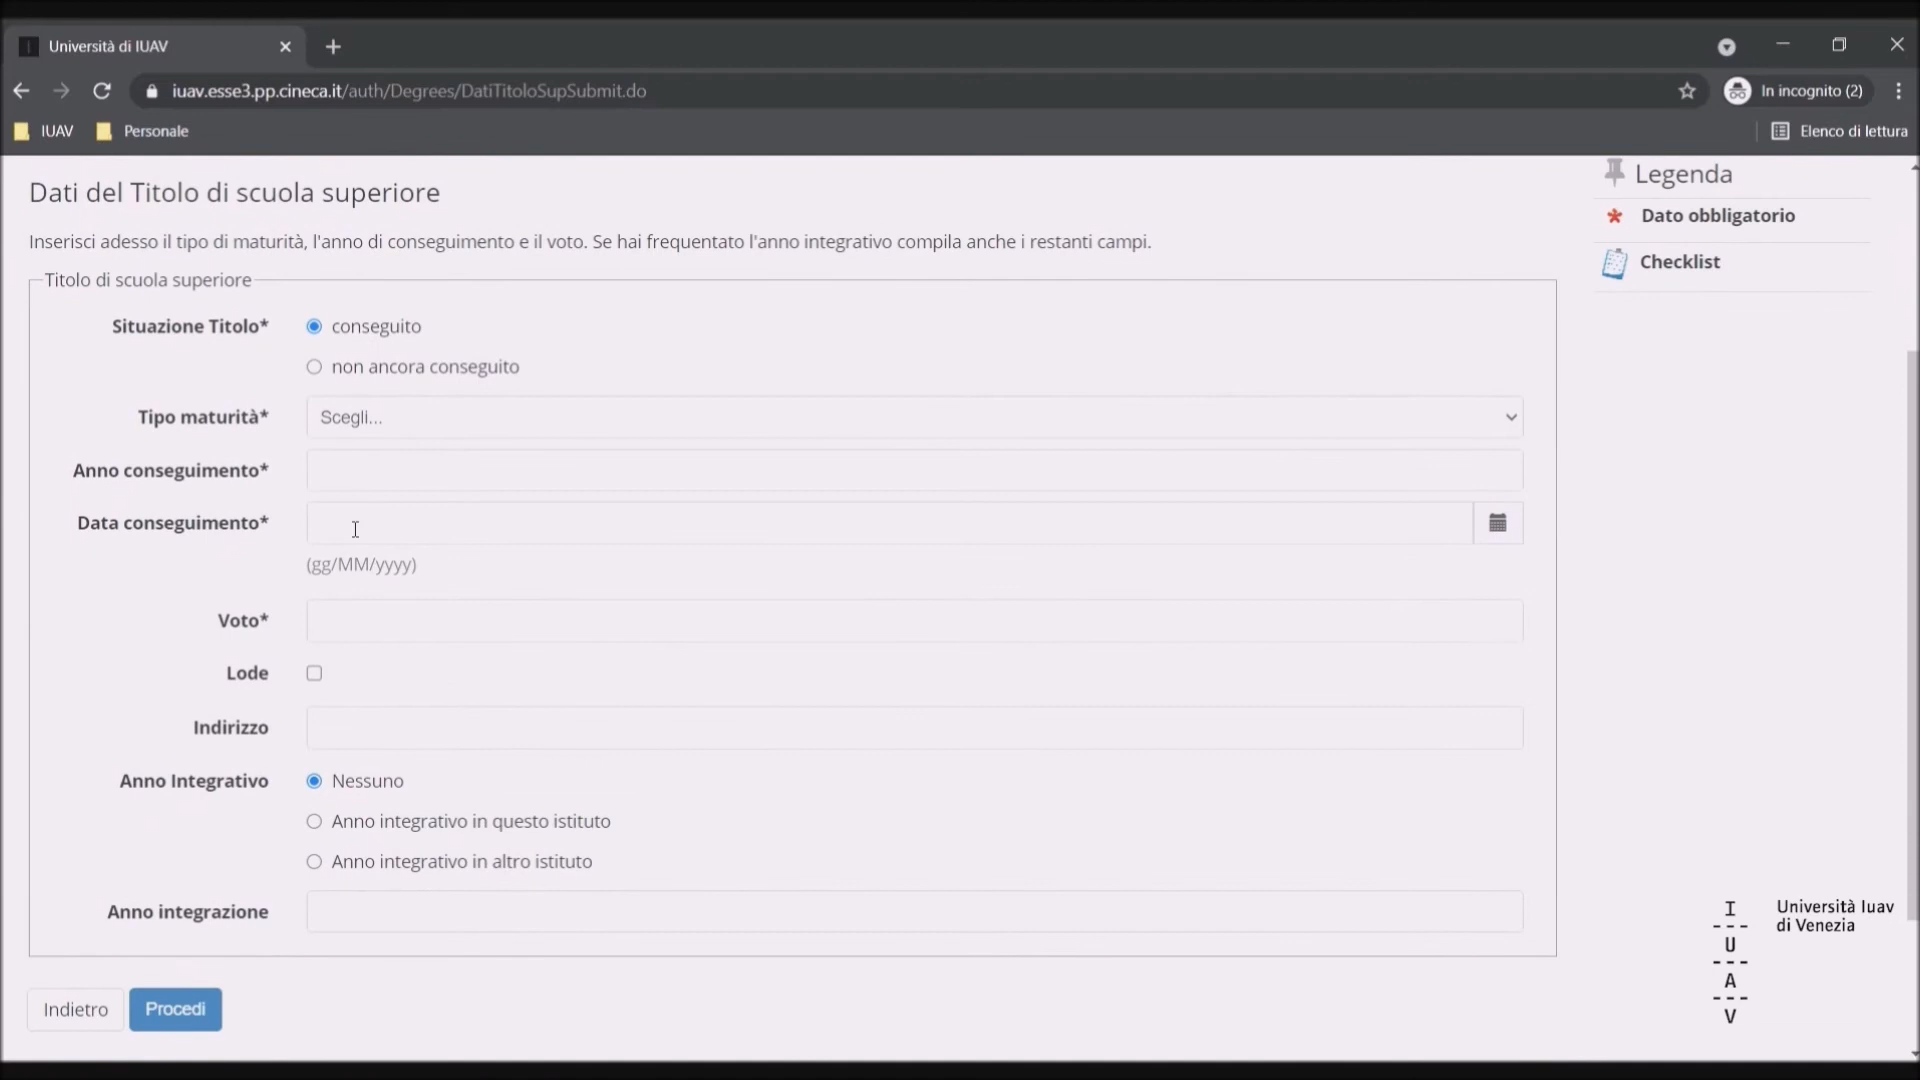 Università di IUAV
iuav.esse3.pp.cineca.it/auth/Degrees/DatiTitoloSupSubmit.do
In incognito (2)
IUAV
Personale
Elenco di lettura
Dati del Titolo di scuola superiore
Inserisci adesso il tipo di maturità, l'anno di conseguimento e il voto. Se hai frequentato l'anno integrativo compila anche i restanti campi.
Titolo di scuola superiore
Situazione Titolo*
conseguito
non ancora conseguito
Tipo maturità*
Scegli...
Anno conseguimento*
Data conseguimento*
(gg/MM/yyyy)
Voto*
Lode
Indirizzo
Anno Integrativo
Nessuno
Anno integrativo in questo istituto
Anno integrativo in altro istituto
Anno integrazione
Indietro
Procedi
Legenda
* Dato obbligatorio
Checklist
I
U
A
V
Università Iuav
di Venezia